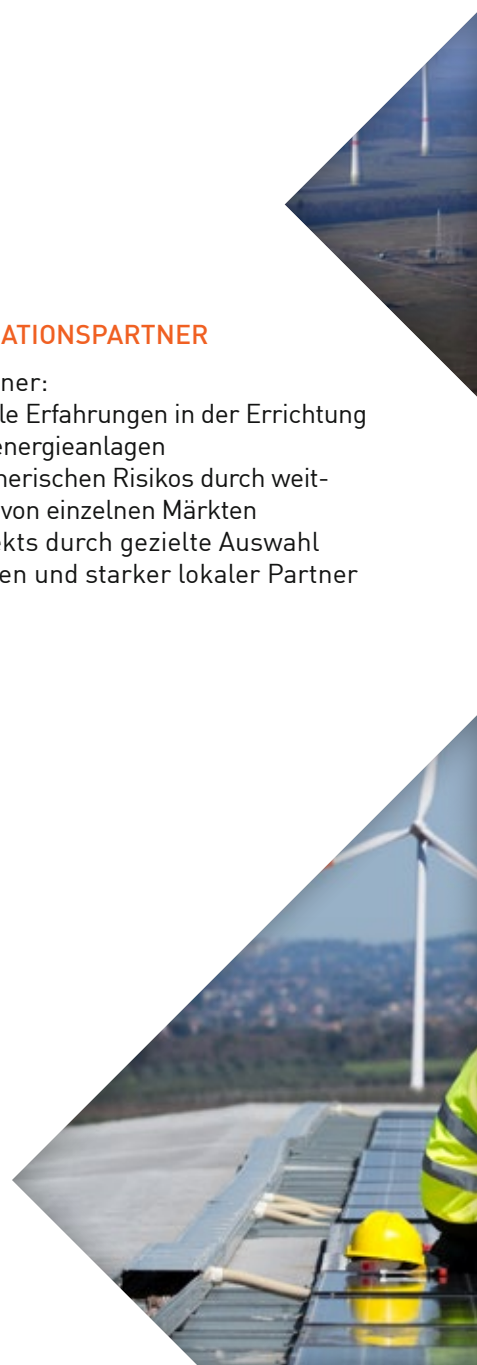 ATIONSPARTNER
ner:
le Erfahrungen in der Errichtung
energieanlagen
nerischen Risikos durch weit-
von einzelnen Märkten
ekts durch gezielte Auswahl
en und starker lokaler Partner